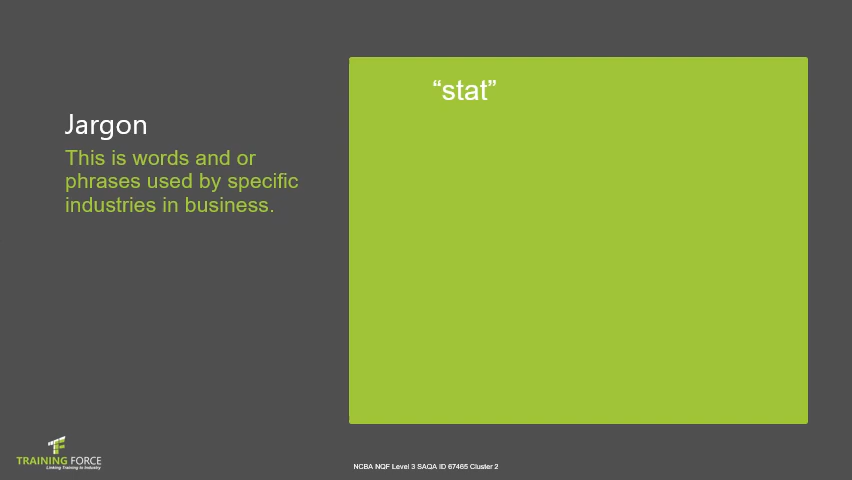 “stat”
Jargon
This is words and or
phrases used by specific
industries in business.
TRAINING FORCE
Linking Training to Industry
NCBA NQF Level 3 SAQA ID 67465 Cluster 2